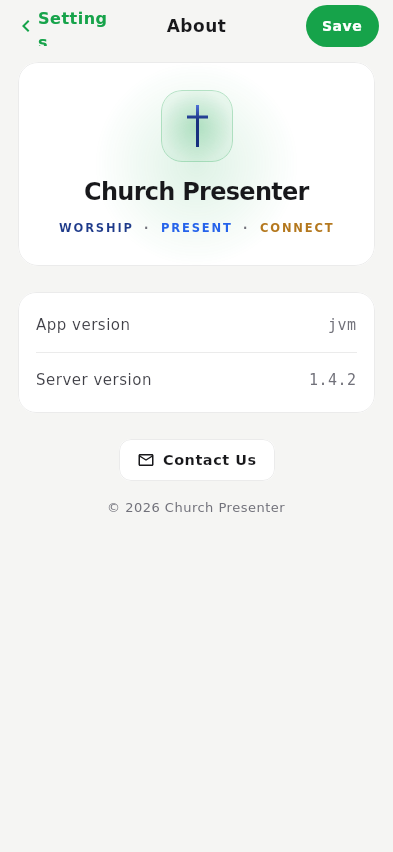 Setting
s
About
Save
Church Presenter
WORSHIP · PRESENT · CONNECT
App version jvm
Server version 1.4.2
Contact Us
© 2026 Church Presenter